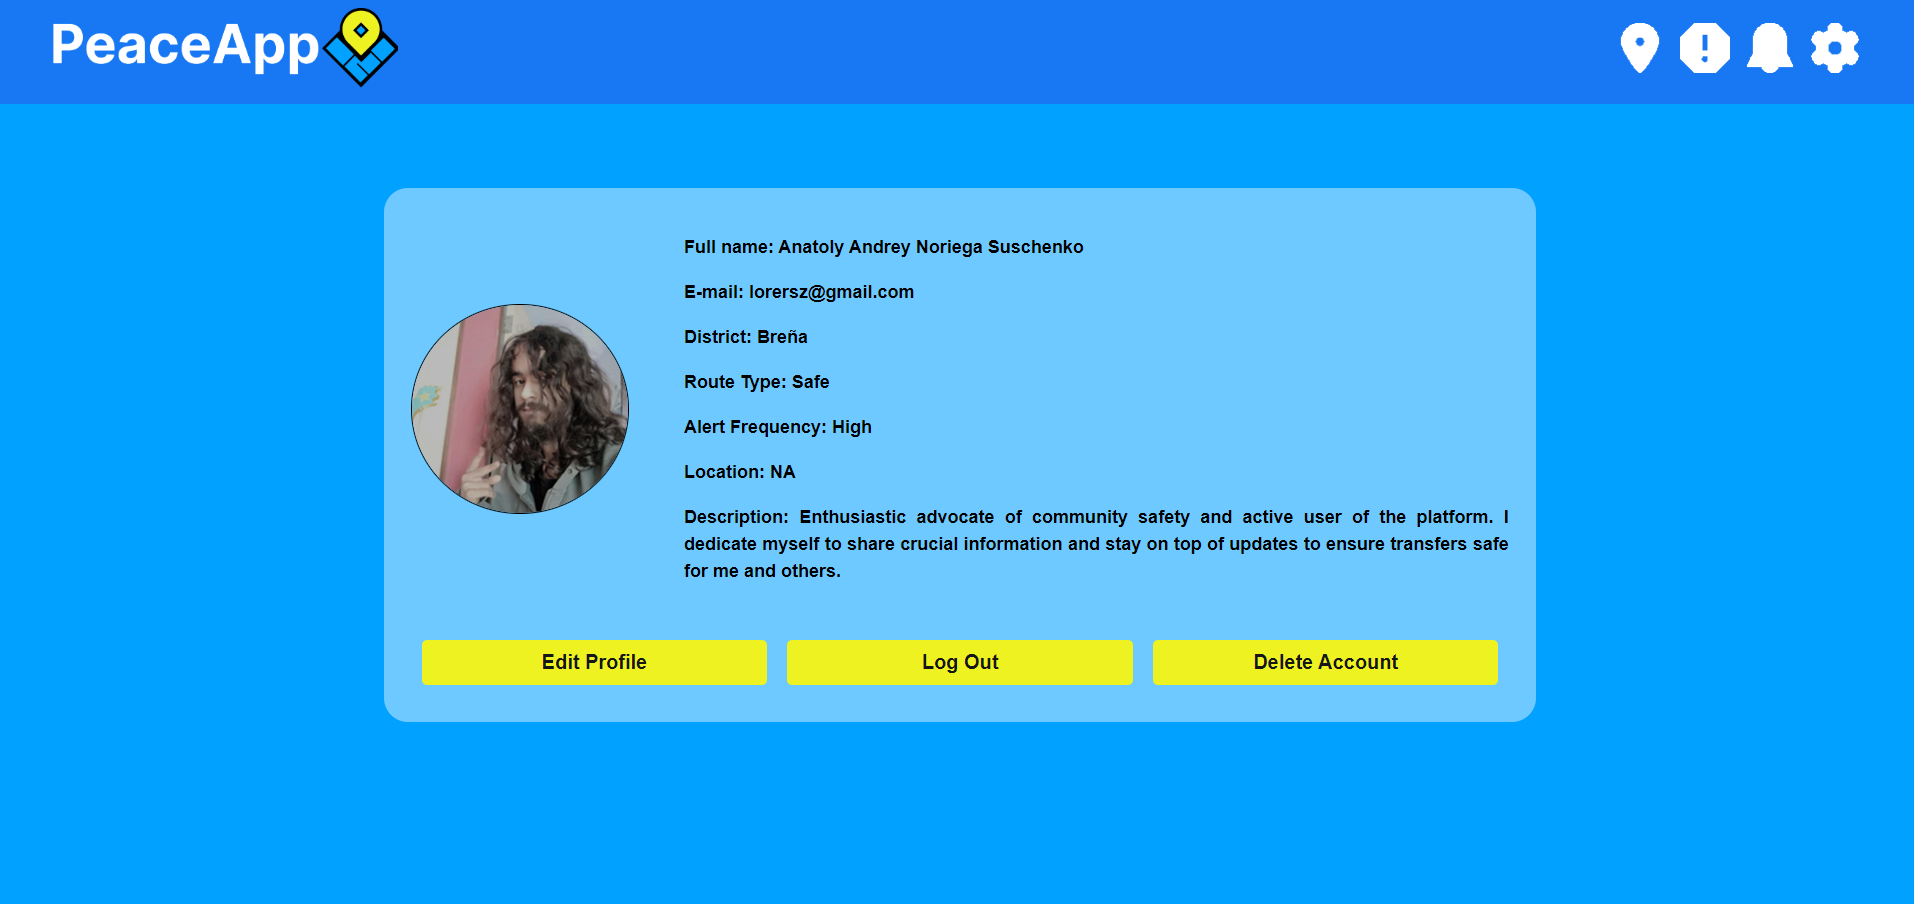 PeaceApp
Full name: Anatoly Andrey Noriega Suschenko
E-mail: lorersz@gmail.com
District: Breña
Route Type: Safe
Alert Frequency: High
Location: NA
Description: Enthusiastic advocate of community safety and active user of the platform. I
dedicate myself to share crucial information and stay on top of updates to ensure transfers safe
for me and others.
Edit Profile
Log Out
Delete Account